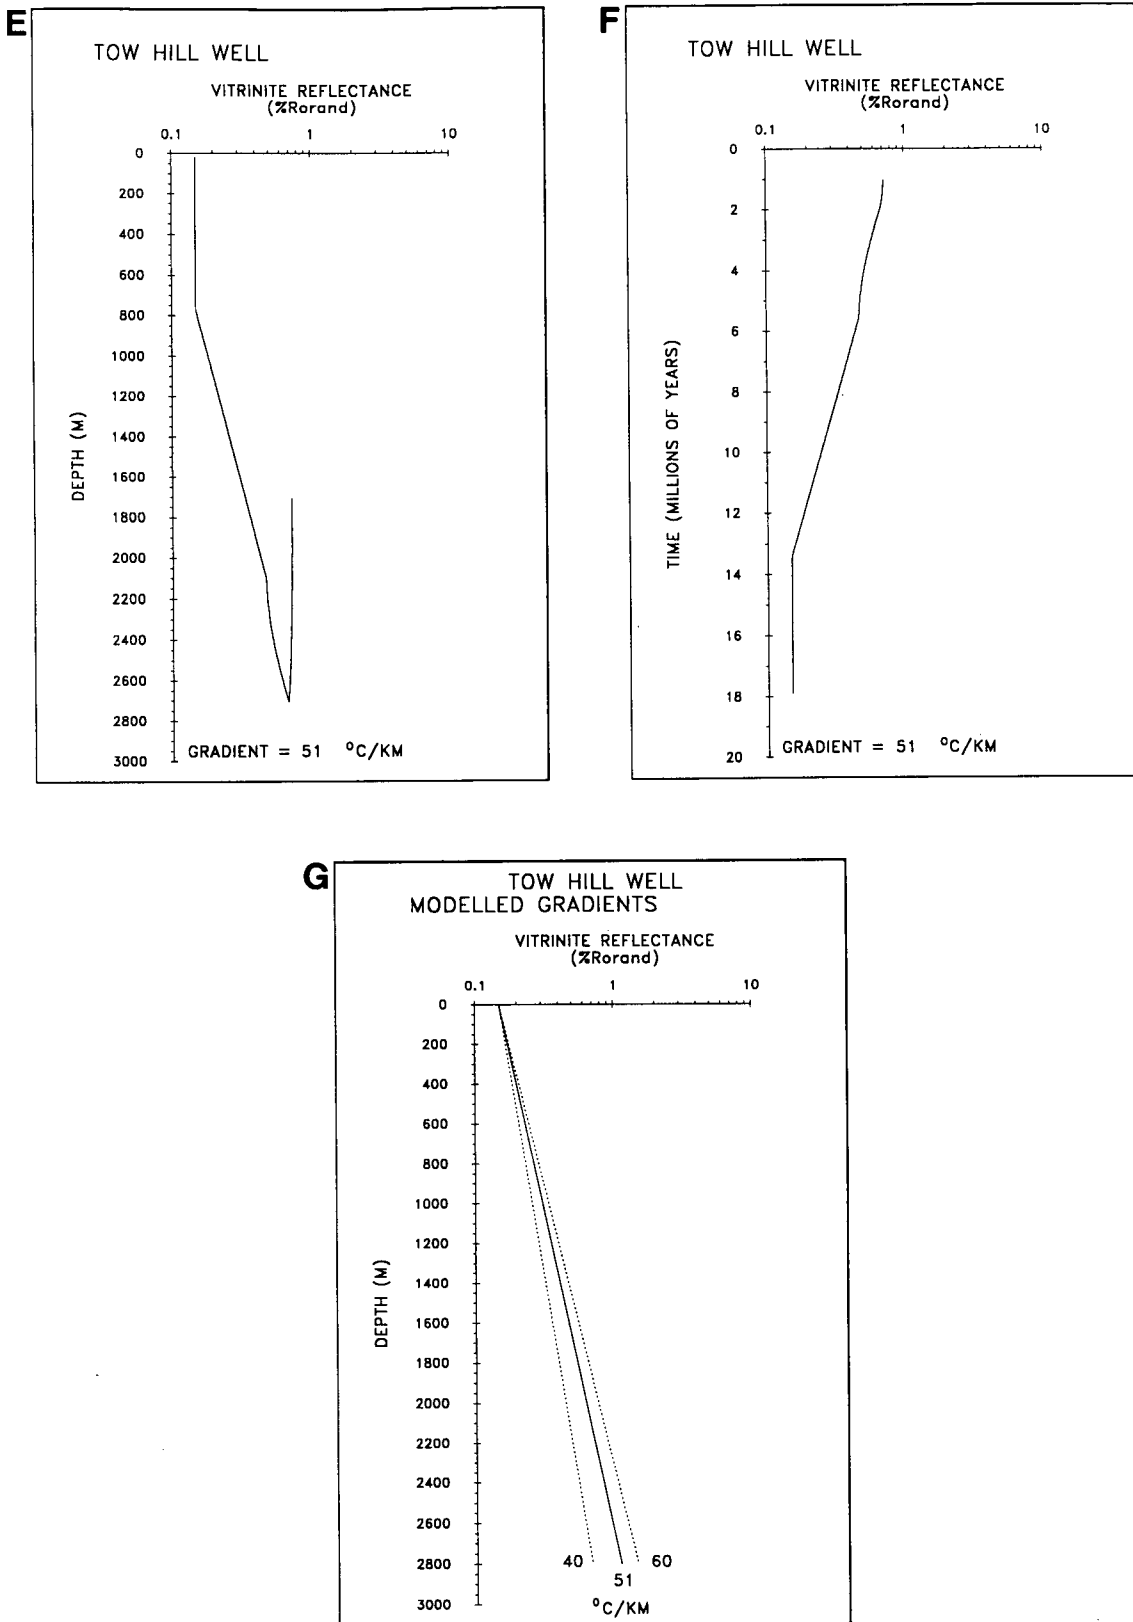 E
TOW HILL WELL
VITRINITE REFLECTANCE
(%Rorand)
0.1 1 10
0
200
400
600
800
1000
1200
1400
1600
1800
2000
2200
2400
2600
2800
3000
DEPTH (M)
GRADIENT = 51 °C/KM
F
TOW HILL WELL
VITRINITE REFLECTANCE
(%Rorand)
0.1 1 10
0
2
4
6
8
10
12
14
16
18
20
TIME (MILLIONS OF YEARS)
GRADIENT = 51 °C/KM
G
TOW HILL WELL
MODELLED GRADIENTS
VITRINITE REFLECTANCE
(%Rorand)
0.1 1 10
0
200
400
600
800
1000
1200
1400
1600
1800
2000
2200
2400
2600
2800
3000
DEPTH (M)
40 60
51
°C/KM